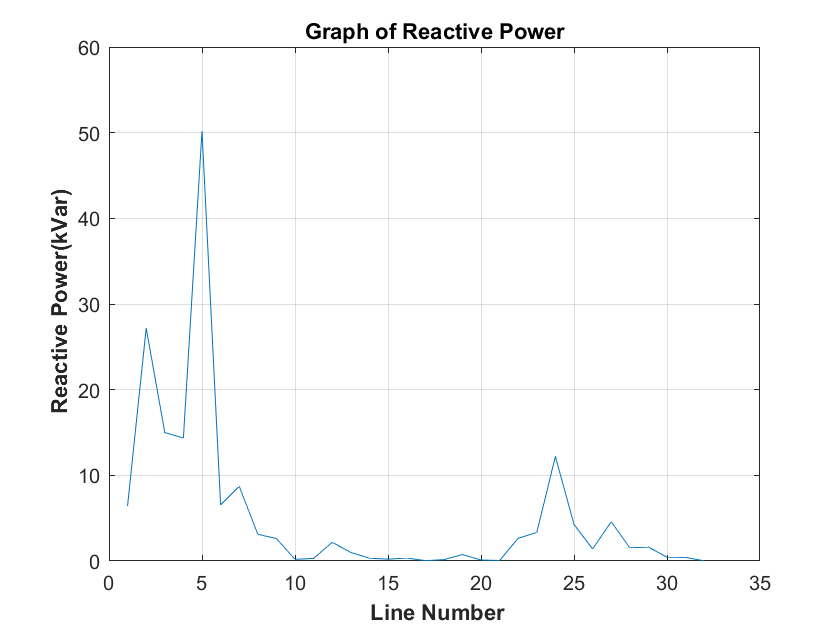 Graph of Reactive Power
60
50
40
30
20
10
0
Reactive Power(kVar)
0 5 10 15 20 25 30 35
Line Number